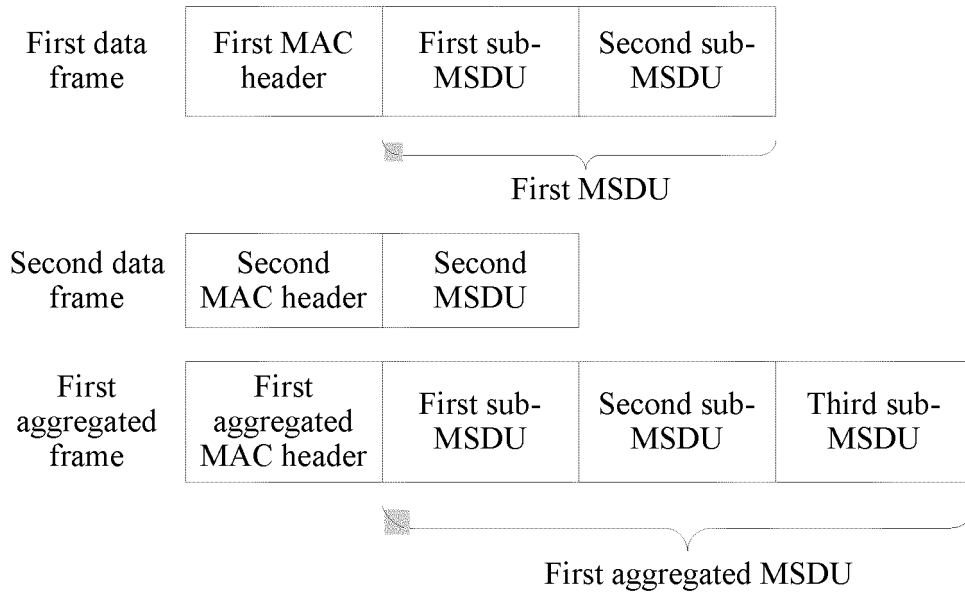 First data
frame
First MAC
header
First sub-
MSDU
Second sub-
MSDU
First MSDU
Second data
frame
Second
MAC header
Second
MSDU
First
aggregated
frame
First
aggregated
MAC header
First sub-
MSDU
Second sub-
MSDU
Third sub-
MSDU
First aggregated MSDU